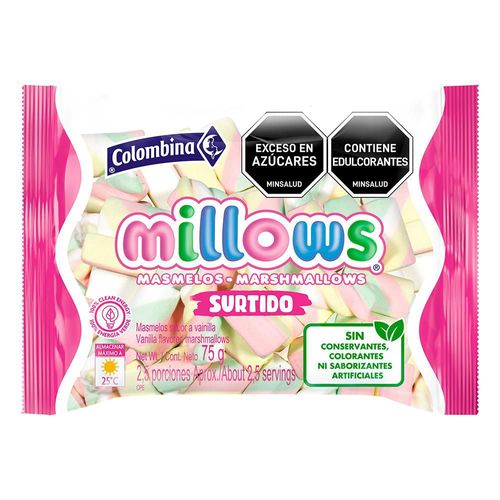 Colombina
®
EXCESO EN
AZÚCARES
MINSALUD
CONTIENE
EDULCORANTES
MINSALUD
millows®
MASMELOS - MARSHMALLOWS
SURTIDO
100% CLEAN ENERGY
100% ENERGÍA VERDE
Masmelos sabor a vainilla
Vanilla flavored marshmallows
Net Wt./Cont. Neto 75 g
2,5 porciones Aprox./About 2,5 servings
CPE
ALMACENAR
MÁXIMO A
25°C
SIN
CONSERVANTES,
COLORANTES
NI SABORIZANTES
ARTIFICIALES